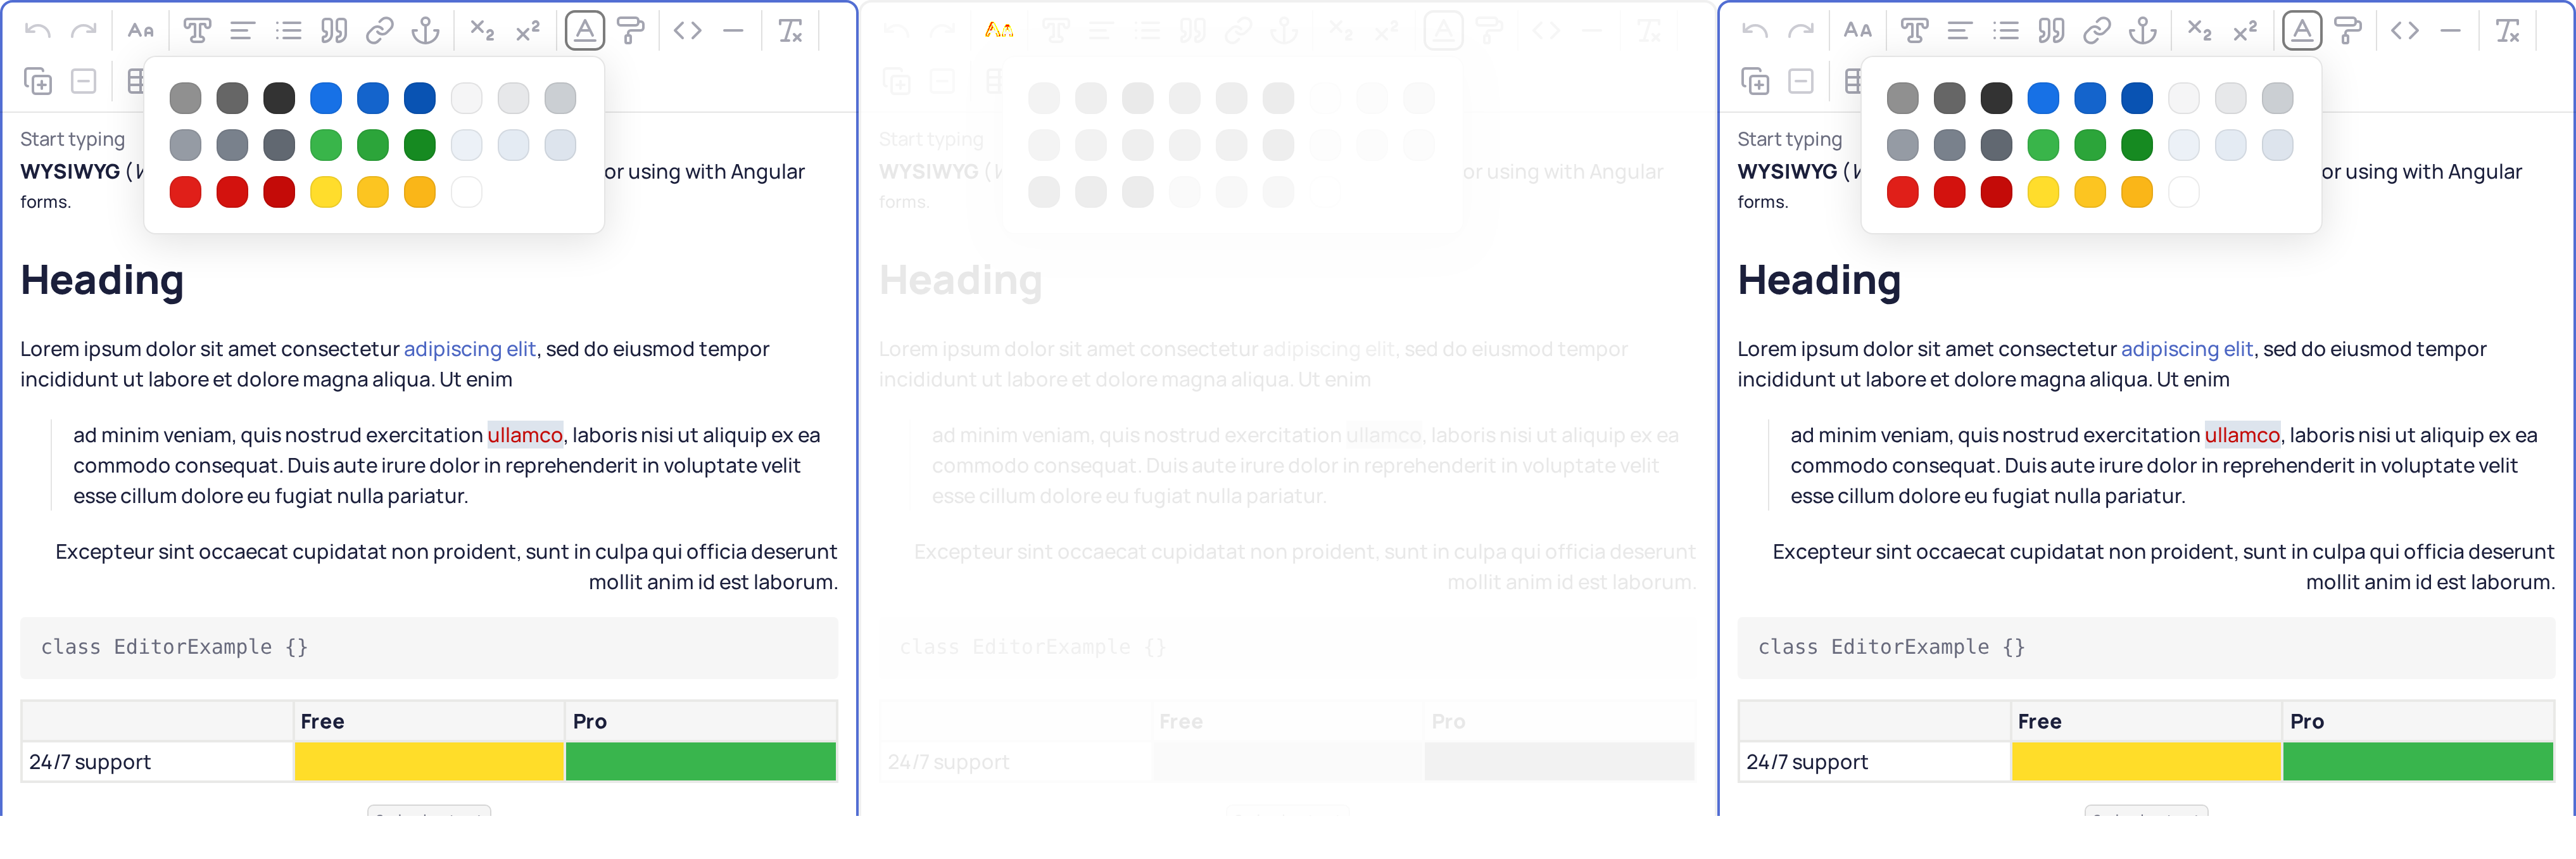 Start typing
WYSIWYG (
or using with Angular
forms.
Heading
Lorem ipsum dolor sit amet consectetur adipiscing elit, sed do eiusmod tempor
incididunt ut labore et dolore magna aliqua. Ut enim
ad minim veniam, quis nostrud exercitation ullamco, laboris nisi ut aliquip ex ea
commodo consequat. Duis aute irure dolor in reprehenderit in voluptate velit
esse cillum dolore eu fugiat nulla pariatur.
Excepteur sint occaecat cupidatat non proident, sunt in culpa qui officia deserunt
mollit anim id est laborum.
class EditorExample {}
Free Pro
24/7 support
Start typing
WYSIWYG (
or using with Angular
forms.
Heading
Lorem ipsum dolor sit amet consectetur adipiscing elit, sed do eiusmod tempor
incididunt ut labore et dolore magna aliqua. Ut enim
ad minim veniam, quis nostrud exercitation ullamco, laboris nisi ut aliquip ex ea
commodo consequat. Duis aute irure dolor in reprehenderit in voluptate velit
esse cillum dolore eu fugiat nulla pariatur.
Excepteur sint occaecat cupidatat non proident, sunt in culpa qui officia deserunt
mollit anim id est laborum.
class EditorExample {}
Free Pro
24/7 support
Start typing
WYSIWYG (
or using with Angular
forms.
Heading
Lorem ipsum dolor sit amet consectetur adipiscing elit, sed do eiusmod tempor
incididunt ut labore et dolore magna aliqua. Ut enim
ad minim veniam, quis nostrud exercitation ullamco, laboris nisi ut aliquip ex ea
commodo consequat. Duis aute irure dolor in reprehenderit in voluptate velit
esse cillum dolore eu fugiat nulla pariatur.
Excepteur sint occaecat cupidatat non proident, sunt in culpa qui officia deserunt
mollit anim id est laborum.
class EditorExample {}
Free Pro
24/7 support